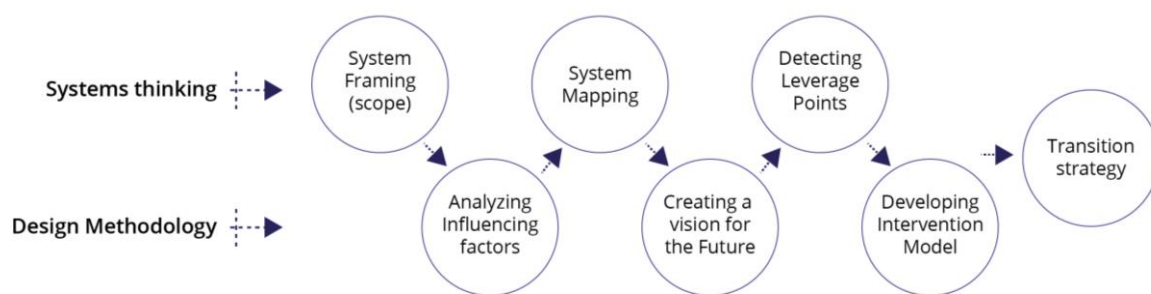 Systems thinking
System
Framing
(scope)
System
Mapping
Detecting
Leverage
Points
Transition
strategy
Design Methodology
Analyzing
Influencing
factors
Creating a
vision for
the Future
Developing
Intervention
Model